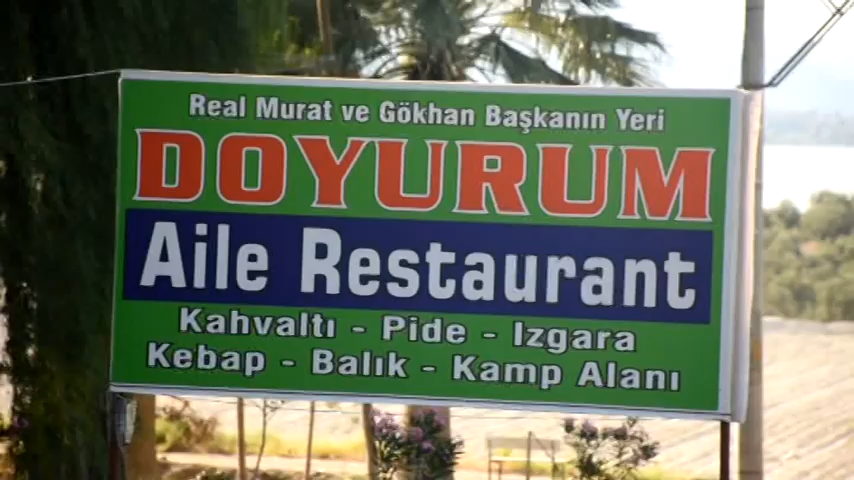 Real Murat ve Gökhan Başkanın Yeri
DOYURUM
Aile Restaurant
Kahvaltı - Pide - Izgara
Kebap - Balık - Kamp Alanı